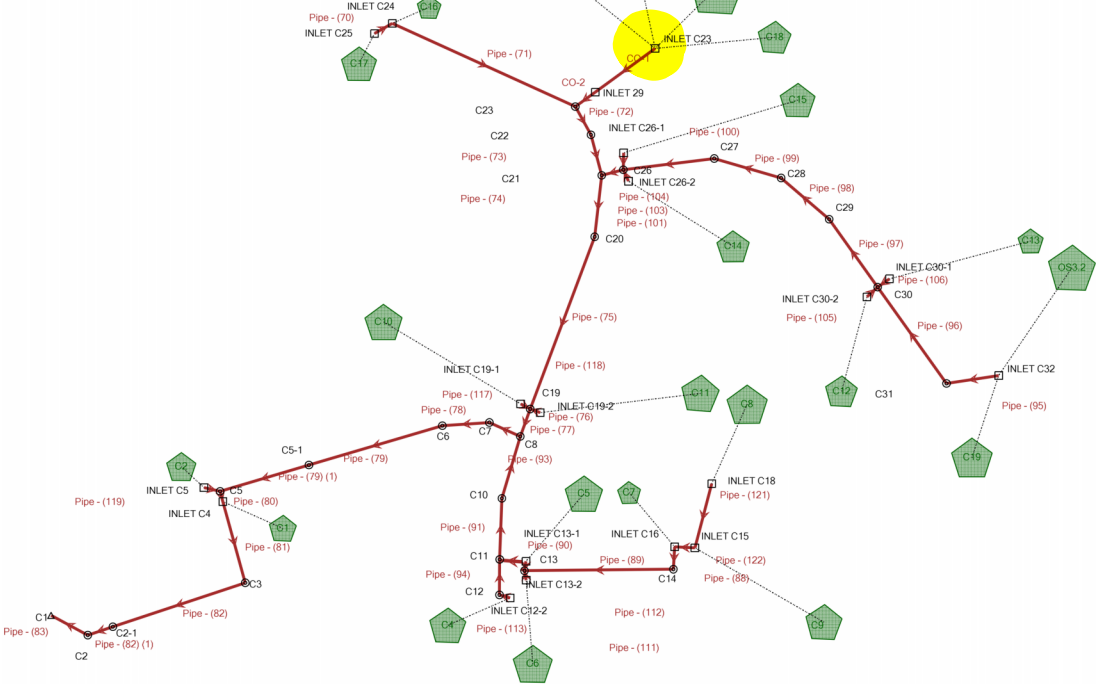 INLET C24
C16
Pipe - (70)
INLET C25
C17
Pipe - (71)
INLET C23
C18
CO-1
CO-2
INLET 29
Pipe - (72)
C23
C22
INLET C26-1
Pipe - (100)
C15
Pipe - (73)
C27
Pipe - (99)
C21
C26
C28
INLET C26-2
Pipe - (98)
Pipe - (74)
Pipe - (104)
Pipe - (103)
C29
Pipe - (101)
C20
C14
Pipe - (97)
C13
INLET C30-1
OS3.2
Pipe - (106)
C30
INLET C30-2
Pipe - (105)
C10
Pipe - (75)
Pipe - (96)
Pipe - (118)
INLET C19-1
INLET C32
C12
C31
C19
Pipe - (117)
C11
INLET C19-2
Pipe - (95)
C8
Pipe - (78)
Pipe - (76)
Pipe - (77)
C6
C7
C8
C5-1
Pipe - (79)
Pipe - (93)
C19
C2
Pipe - (79) (1)
INLET C18
INLET C5
C5
C10
C5
C7
Pipe - (121)
Pipe - (119)
Pipe - (80)
INLET C4
C1
Pipe - (91)
INLET C13-1
INLET C16
INLET C15
Pipe - (81)
Pipe - (90)
C11
C13
Pipe - (89)
Pipe - (122)
Pipe - (94)
C14
Pipe - (88)
C3
INLET C13-2
C12
INLET C12-2
Pipe - (82)
Pipe - (112)
C1
C4
Pipe - (113)
C9
Pipe - (83)
C2-1
Pipe - (82) (1)
Pipe - (111)
C2
C6